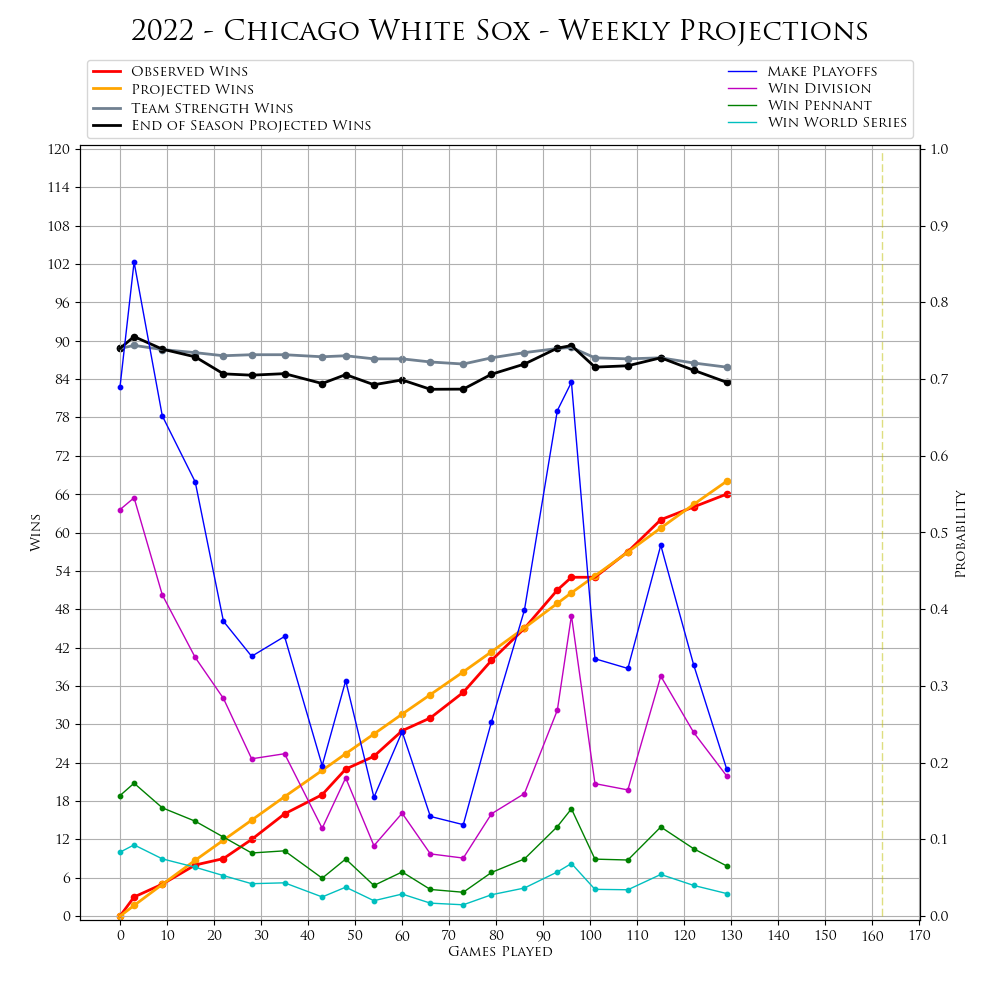 2022 - Chicago White Sox - Weekly Projections
Observed Wins
Projected Wins
Team Strength Wins
End of Season Projected Wins
Make Playoffs
Win Division
Win Pennant
Win World Series
120
114
108
102
96
90
84
78
72
66
60
54
48
42
36
30
24
18
12
6
0
Wins
1.0
0.9
0.8
0.7
0.6
0.5
0.4
0.3
0.2
0.1
0.0
Probability
0 10 20 30 40 50 60 70 80 90 100 110 120 130 140 150 160 170
Games Played